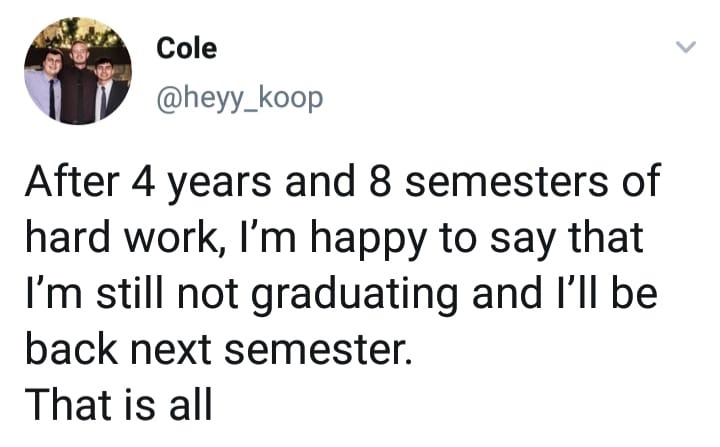 Cole
@heyy_koop
After 4 years and 8 semesters of
hard work, I’m happy to say that
I’m still not graduating and I’ll be
back next semester.
That is all